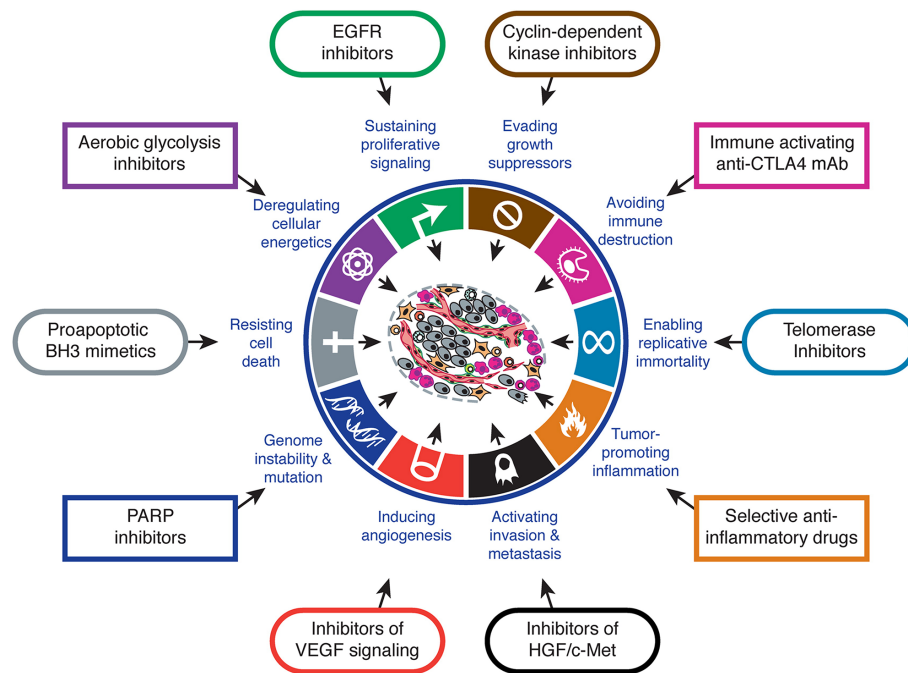 EGFR
inhibitors
Cyclin-dependent
kinase inhibitors
Aerobic glycolysis
inhibitors
Sustaining
proliferative
signaling
Evading
growth
suppressors
Immune activating
anti-CTLA4 mAb
Deregulating
cellular
energetics
Avoiding
immune
destruction
Proapoptotic
BH3 mimetics
Resisting
cell
death
Enabling
replicative
immortality
Telomerase
Inhibitors
Genome
instability &
mutation
Tumor-
promoting
inflammation
PARP
inhibitors
Inducing
angiogenesis
Activating
invasion &
metastasis
Selective anti-
inflammatory drugs
Inhibitors of
VEGF signaling
Inhibitors of
HGF/c-Met